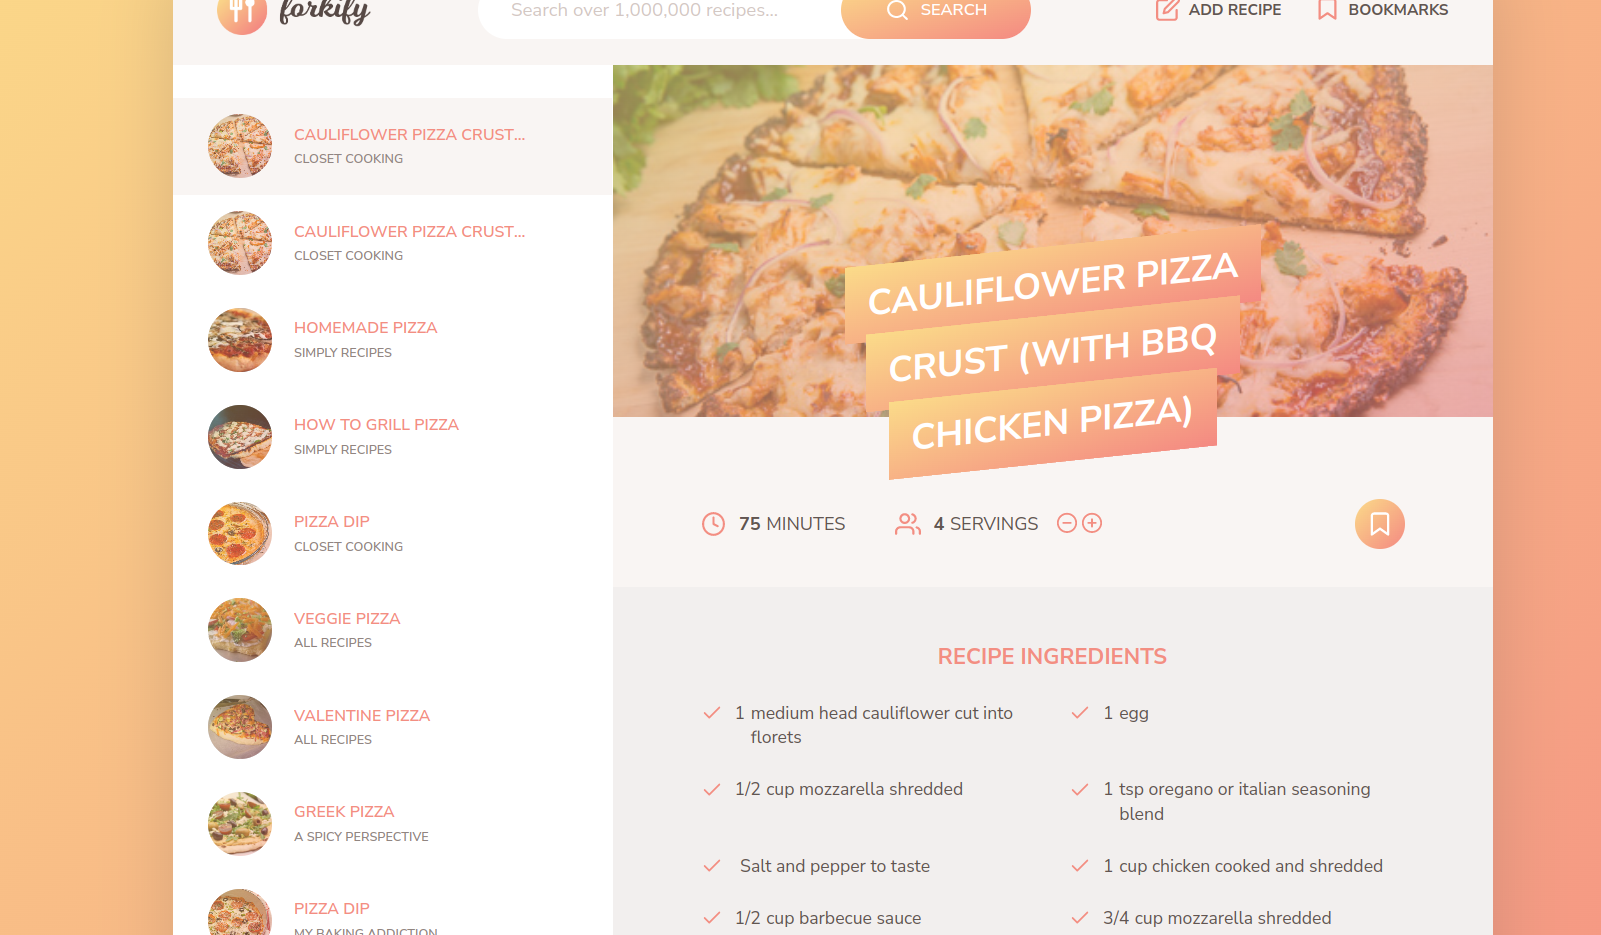 forkify
Search over 1,000,000 recipes...
SEARCH
ADD RECIPE
BOOKMARKS
CAULIFLOWER PIZZA CRUST...
CLOSET COOKING
CAULIFLOWER PIZZA CRUST...
CLOSET COOKING
HOMEMADE PIZZA
SIMPLY RECIPES
HOW TO GRILL PIZZA
SIMPLY RECIPES
PIZZA DIP
CLOSET COOKING
VEGGIE PIZZA
ALL RECIPES
VALENTINE PIZZA
ALL RECIPES
GREEK PIZZA
A SPICY PERSPECTIVE
PIZZA DIP
MY BAKING ADDICTION
CAULIFLOWER PIZZA
CRUST (WITH BBQ
CHICKEN PIZZA)
75 MINUTES
4 SERVINGS
RECIPE INGREDIENTS
1 medium head cauliflower cut into
florets
1 egg
1/2 cup mozzarella shredded
1 tsp oregano or italian seasoning
blend
Salt and pepper to taste
1 cup chicken cooked and shredded
1/2 cup barbecue sauce
3/4 cup mozzarella shredded